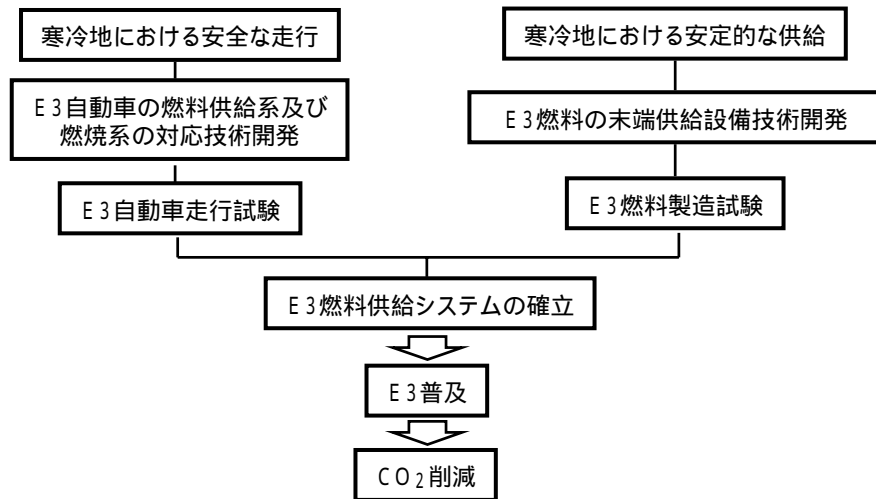 寒冷地における安全な走行
寒冷地における安定的な供給
E3自動車の燃料供給系及び
燃焼系の対応技術開発
E3燃料の末端供給設備技術開発
E3自動車走行試験
E3燃料製造試験
E3燃料供給システムの確立
E3普及
CO₂削減